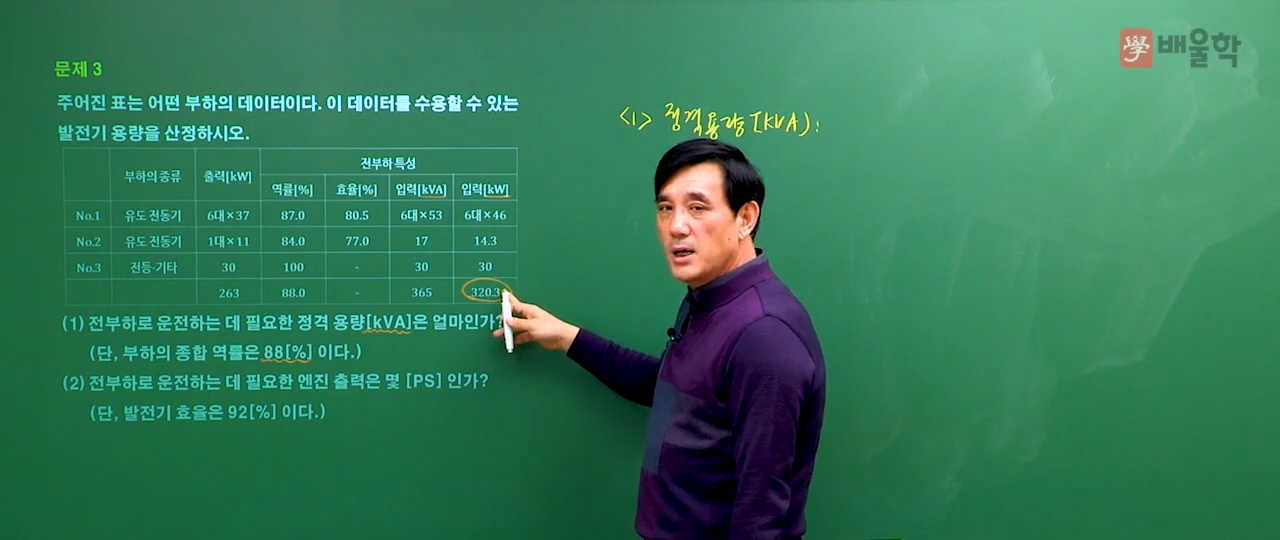 學 배울학
문제 3
주어진 표는 어떤 부하의 데이터이다. 이 데이터를 수용할 수 있는
발전기 용량을 산정하시오.
<1> 정격용량[KVA]:
부하의 종류 출력[kW] 전부하 특성
역률[%] 효율[%] 입력[kVA] 입력[kW]
No.1 유도 전동기 6대×37 87.0 80.5 6대×53 6대×46
No.2 유도 전동기 1대×11 84.0 77.0 17 14.3
No.3 전등·기타 30 100 - 30 30
263 88.0 - 365 320.3
(1) 전부하로 운전하는 데 필요한 정격 용량[kVA]은 얼마인가?
(단, 부하의 종합 역률은 88[%] 이다.)
(2) 전부하로 운전하는 데 필요한 엔진 출력은 몇 [PS] 인가?
(단, 발전기 효율은 92[%] 이다.)